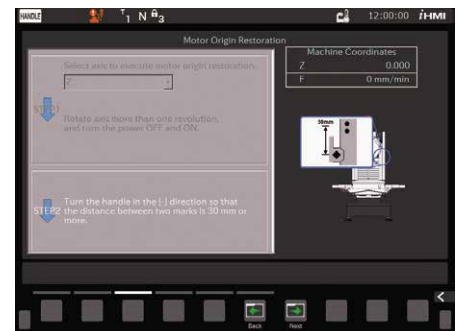 HANDLE T1 N 3 12:00:00 iHMI
Motor Origin Restoration
Select axis to execute motor origin restoration.
Z
STEP1
Rotate axis more than one revolution,
and turn the power OFF and ON.
STEP2
Turn the handle in the [-] direction so that
the distance between two marks is 30 mm or
more.
Machine Coordinates
Z 0.000
F 0 mm/min
30mm
Back Next